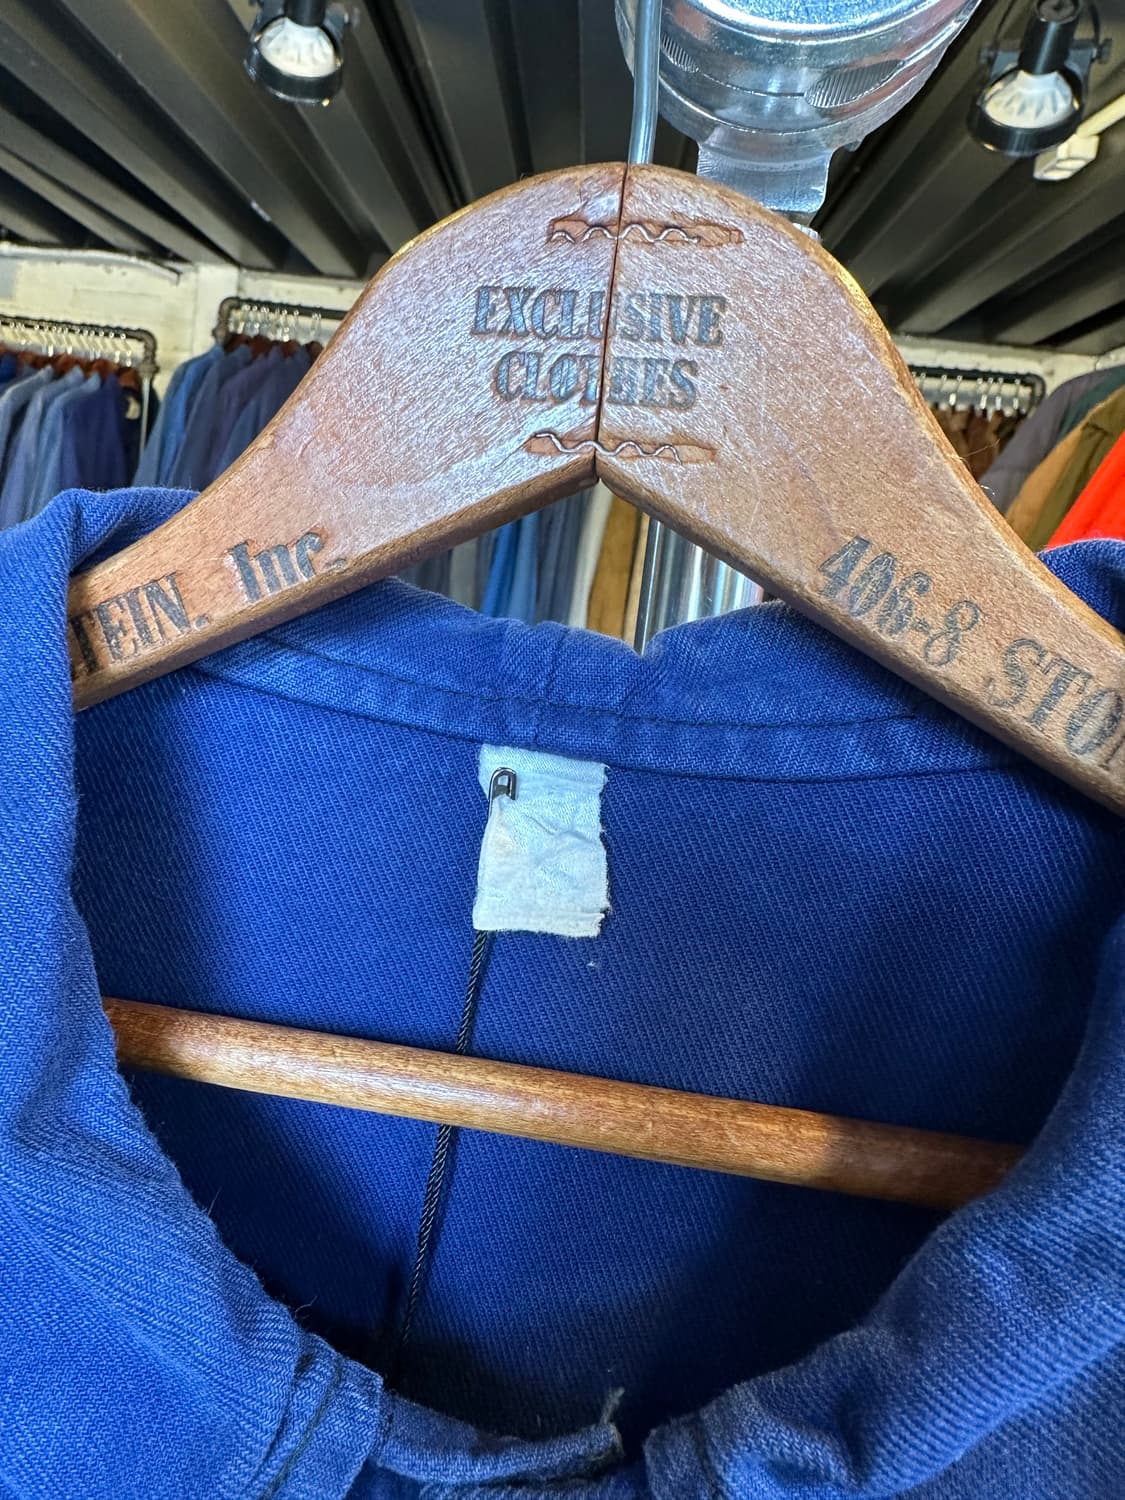 EXCLUSIVE
CLOTHES
TEIN. Inc.
406-8 STO